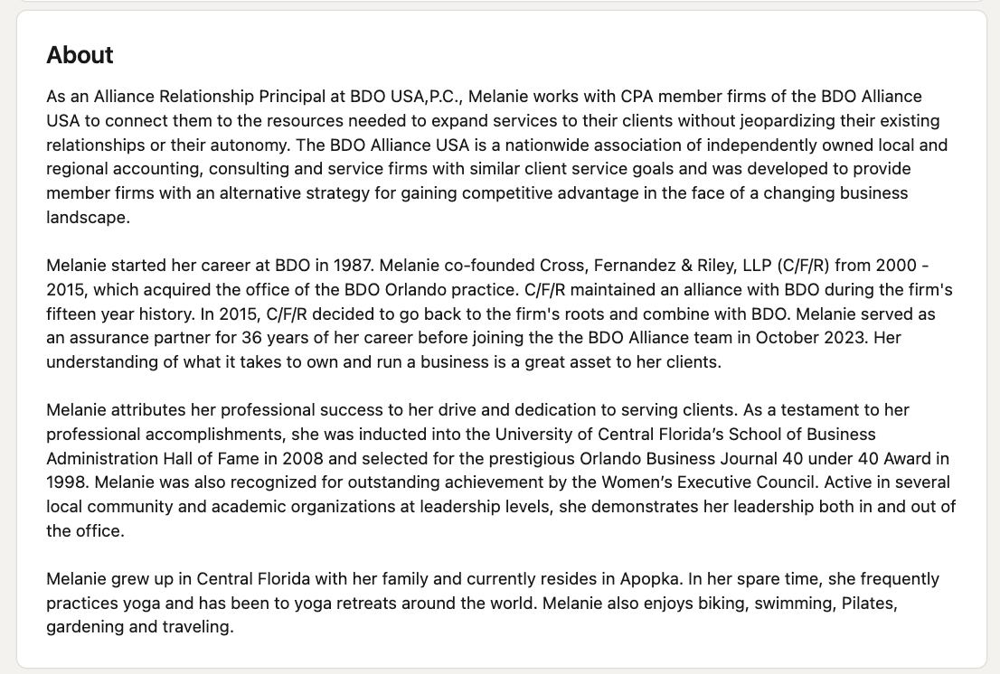 About
As an Alliance Relationship Principal at BDO USA,P.C., Melanie works with CPA member firms of the BDO Alliance
USA to connect them to the resources needed to expand services to their clients without jeopardizing their existing
relationships or their autonomy. The BDO Alliance USA is a nationwide association of independently owned local and
regional accounting, consulting and service firms with similar client service goals and was developed to provide
member firms with an alternative strategy for gaining competitive advantage in the face of a changing business
landscape.
Melanie started her career at BDO in 1987. Melanie co-founded Cross, Fernandez & Riley, LLP (C/F/R) from 2000 -
2015, which acquired the office of the BDO Orlando practice. C/F/R maintained an alliance with BDO during the firm's
fifteen year history. In 2015, C/F/R decided to go back to the firm's roots and combine with BDO. Melanie served as
an assurance partner for 36 years of her career before joining the the BDO Alliance team in October 2023. Her
understanding of what it takes to own and run a business is a great asset to her clients.
Melanie attributes her professional success to her drive and dedication to serving clients. As a testament to her
professional accomplishments, she was inducted into the University of Central Florida’s School of Business
Administration Hall of Fame in 2008 and selected for the prestigious Orlando Business Journal 40 under 40 Award in
1998. Melanie was also recognized for outstanding achievement by the Women’s Executive Council. Active in several
local community and academic organizations at leadership levels, she demonstrates her leadership both in and out of
the office.
Melanie grew up in Central Florida with her family and currently resides in Apopka. In her spare time, she frequently
practices yoga and has been to yoga retreats around the world. Melanie also enjoys biking, swimming, Pilates,
gardening and traveling.